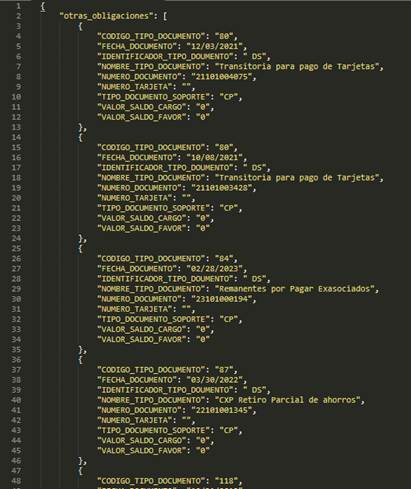 1 {
2 "otras_obligaciones": [
3 {
4 "CODIGO_TIPO_DOCUMENTO": "80",
5 "FECHA_DOCUMENTO": "12/03/2021",
6 "IDENTIFICADOR_TIPO_DOUMENTO": " DS",
7 "NOMBRE_TIPO_DOCUMENTO": "Transitoria para pago de Tarjetas",
8 "NUMERO_DOCUMENTO": "21101004075",
9 "NUMERO_TARJETA": "",
10 "TIPO_DOCUMENTO_SOPORTE": "CP",
11 "VALOR_SALDO_CARGO": "0",
12 "VALOR_SALDO_FAVOR": "0"
13 },
14 {
15 "CODIGO_TIPO_DOCUMENTO": "80",
16 "FECHA_DOCUMENTO": "10/08/2021",
17 "IDENTIFICADOR_TIPO_DOUMENTO": " DS",
18 "NOMBRE_TIPO_DOCUMENTO": "Transitoria para pago de Tarjetas",
19 "NUMERO_DOCUMENTO": "21101003428",
20 "NUMERO_TARJETA": "",
21 "TIPO_DOCUMENTO_SOPORTE": "CP",
22 "VALOR_SALDO_CARGO": "0",
23 "VALOR_SALDO_FAVOR": "0"
24 },
25 {
26 "CODIGO_TIPO_DOCUMENTO": "84",
27 "FECHA_DOCUMENTO": "02/28/2023",
28 "IDENTIFICADOR_TIPO_DOUMENTO": " DS",
29 "NOMBRE_TIPO_DOCUMENTO": "Remanentes por Pagar Exasociados",
30 "NUMERO_DOCUMENTO": "23101000194",
31 "NUMERO_TARJETA": "",
32 "TIPO_DOCUMENTO_SOPORTE": "CP",
33 "VALOR_SALDO_CARGO": "0",
34 "VALOR_SALDO_FAVOR": "0"
35 },
36 {
37 "CODIGO_TIPO_DOCUMENTO": "87",
38 "FECHA_DOCUMENTO": "03/30/2022",
39 "IDENTIFICADOR_TIPO_DOUMENTO": " DS",
40 "NOMBRE_TIPO_DOCUMENTO": "CXP Retiro Parcial de ahorros",
41 "NUMERO_DOCUMENTO": "22101001345",
42 "NUMERO_TARJETA": "",
43 "TIPO_DOCUMENTO_SOPORTE": "CP",
44 "VALOR_SALDO_CARGO": "0",
45 "VALOR_SALDO_FAVOR": "0"
46 },
47 {
48 "CODIGO_TIPO_DOCUMENTO": "118",